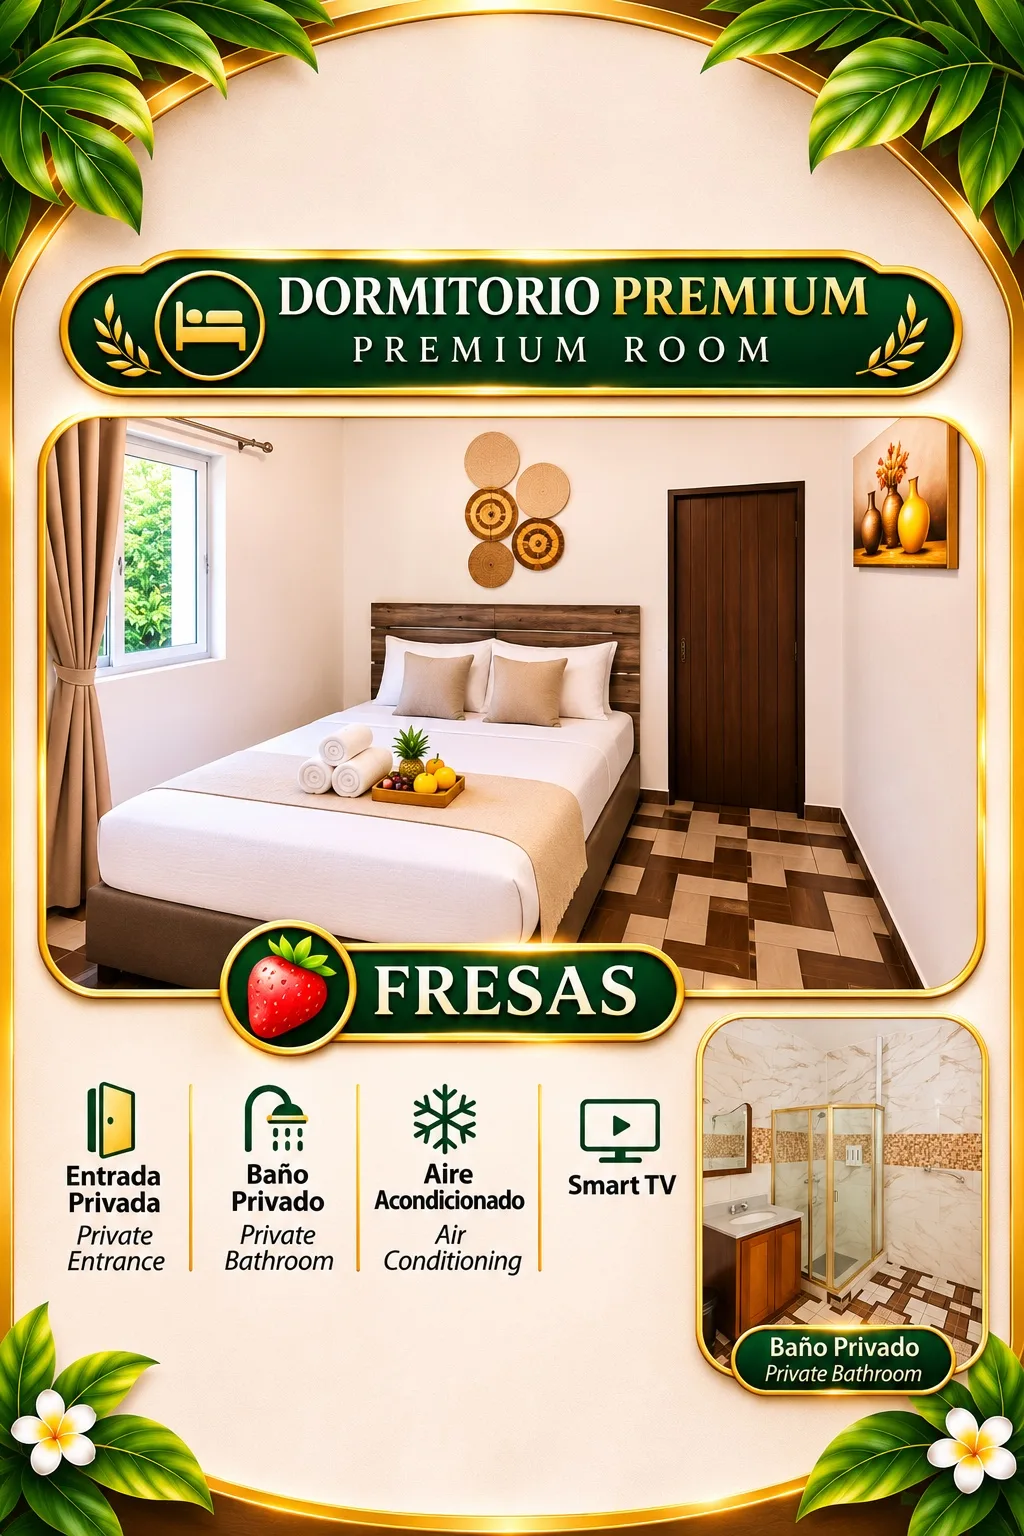 DORMITORIO PREMIUM
PREMIUM ROOM
FRESAS
Entrada
Privada
Private
Entrance
Baño
Privado
Private
Bathroom
Aire
Acondicionado
Air
Conditioning
Smart TV
Baño Privado
Private Bathroom